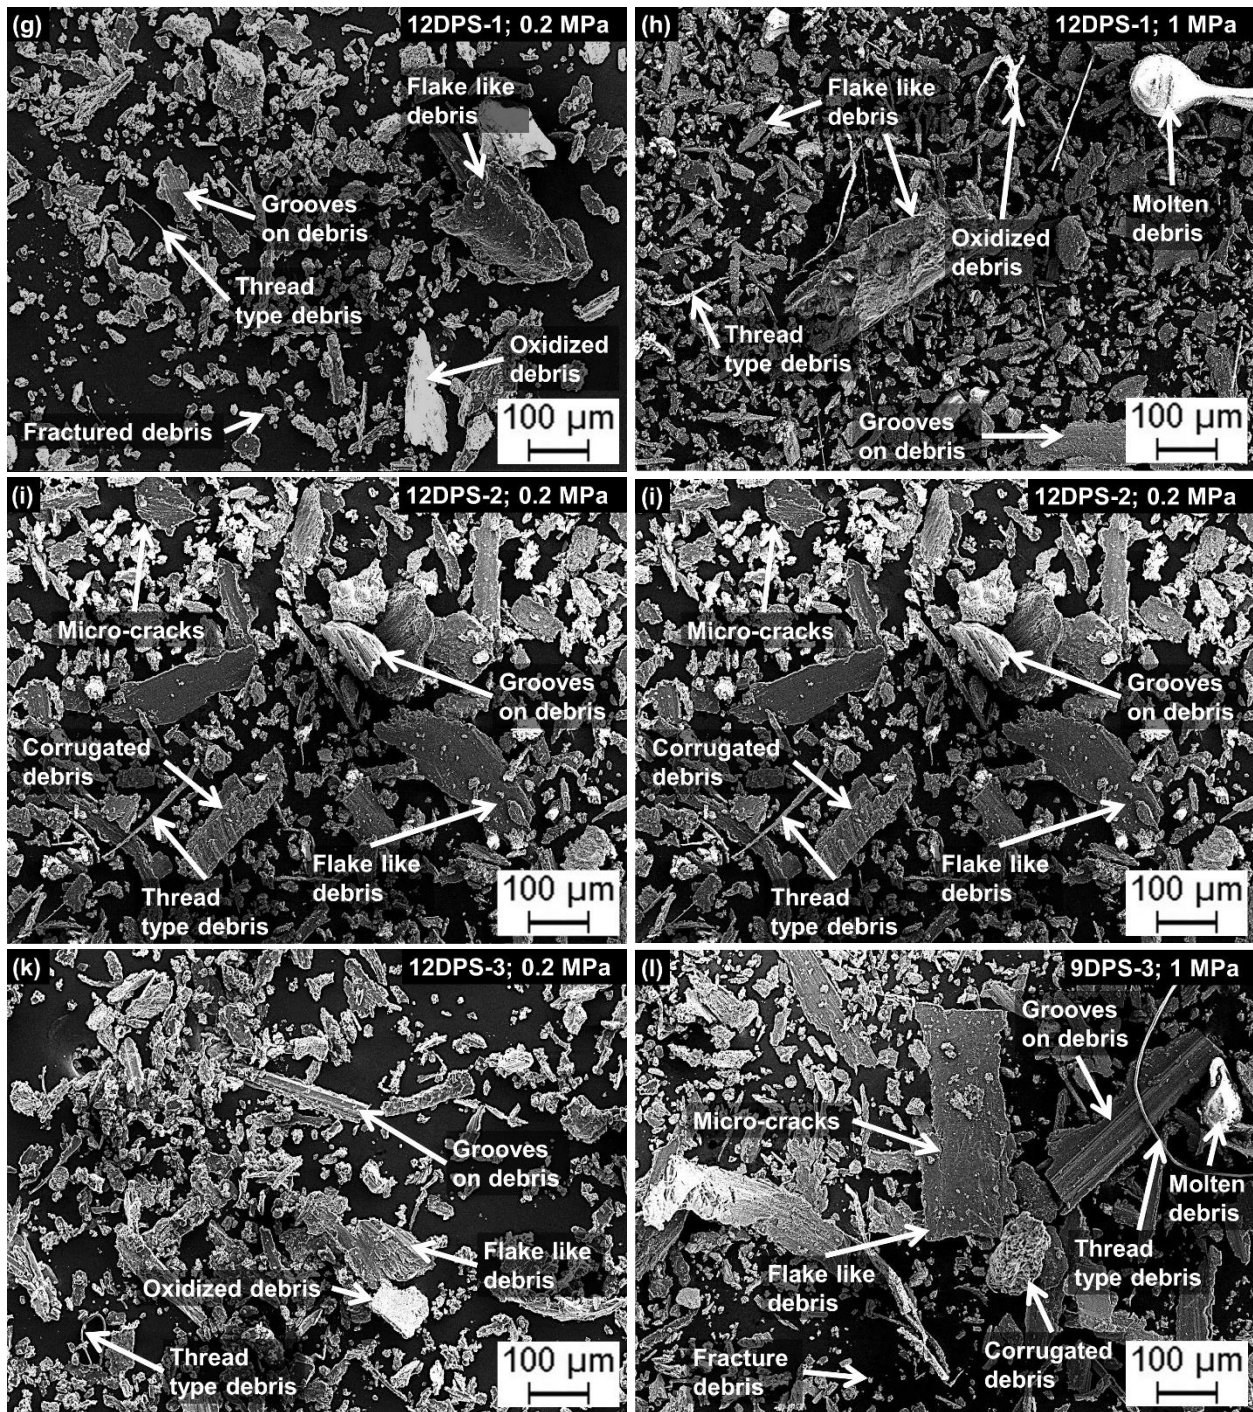 (g)
12DPS-1; 0.2 MPa
Flake like
debris
Grooves
on debris
Thread
type debris
Oxidized
debris
Fractured debris
100 µm
(h)
12DPS-1; 1 MPa
Flake like
debris
Molten
debris
Oxidized
debris
Thread
type debris
Grooves
on debris
100 µm
(i)
12DPS-2; 0.2 MPa
Micro-cracks
Grooves
on debris
Corrugated
debris
Flake like
debris
Thread
type debris
100 µm
(i)
12DPS-2; 0.2 MPa
Micro-cracks
Grooves
on debris
Corrugated
debris
Flake like
debris
Thread
type debris
100 µm
(k)
12DPS-3; 0.2 MPa
Grooves
on debris
Flake like
debris
Oxidized debris
Thread
type debris
100 µm
(l)
9DPS-3; 1 MPa
Grooves
on debris
Micro-cracks
Molten
debris
Thread
type debris
Flake like
debris
Corrugated
debris
Fracture
debris
100 µm